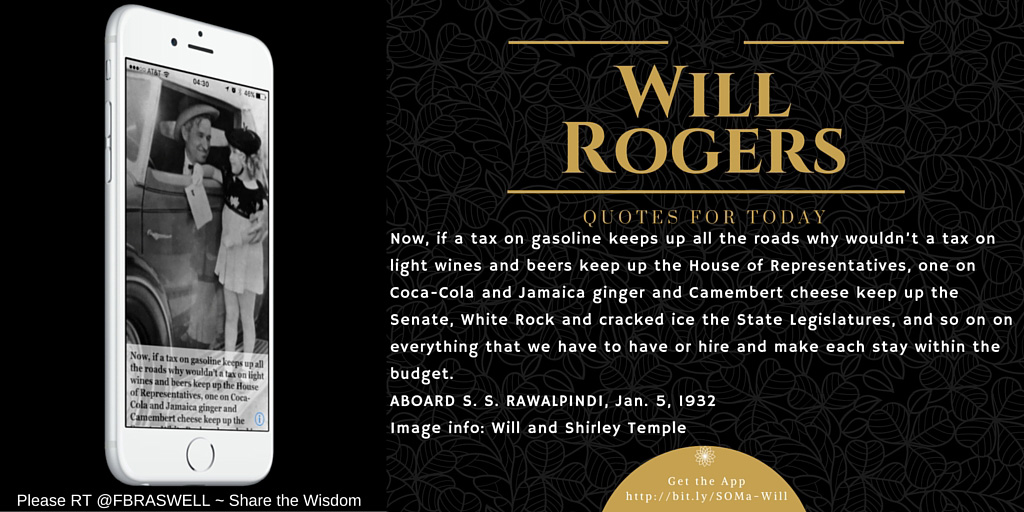 AT&T
04:30
46%
Now, if a tax on gasoline keeps up all
the roads why wouldn't a tax on light
wines and beers keep up the House
of Representatives, one on Coca-
Cola and Jamaica ginger and
Camembert cheese keep up the
Please RT @FBRASWELL ~ Share the Wisdom
WILL
ROGERS
QUOTES FOR TODAY
Now, if a tax on gasoline keeps up all the roads why wouldn't a tax on
light wines and beers keep up the House of Representatives, one on
Coca-Cola and Jamaica ginger and Camembert cheese keep up the
Senate, White Rock and cracked ice the State Legislatures, and so on on
everything that we have to have or hire and make each stay within the
budget.
ABOARD S. S. RAWALPINDI, Jan. 5, 1932
Image info: Will and Shirley Temple
Get the App
http://bit.ly/SOMa-Will